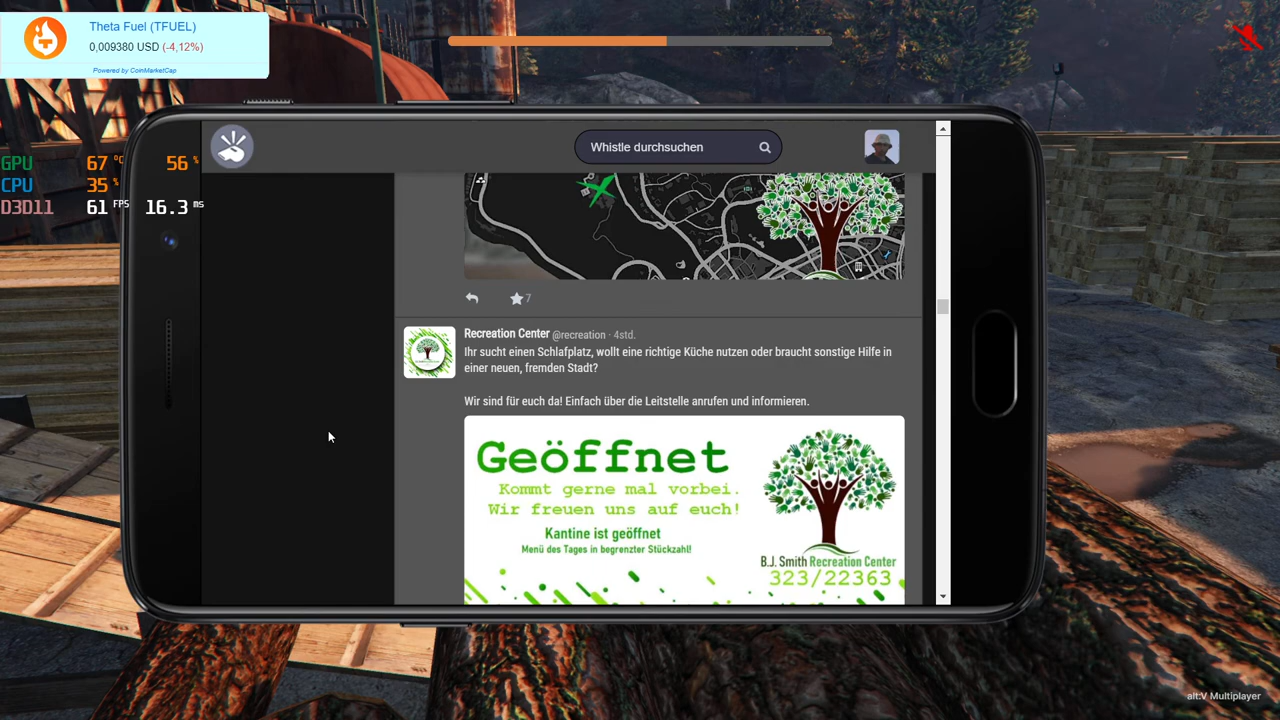 Theta Fuel (TFUEL)
0,009380 USD (-4,12%)
Powered by CoinMarketCap
GPU 67 °C 56 %
CPU 35 %
D3D11 61 FPS 16.3 ms
Whistle durchsuchen
7
Recreation Center @recreation · 4std.
Ihr sucht einen Schlafplatz, wollt eine richtige Küche nutzen oder braucht sonstige Hilfe in
einer neuen, fremden Stadt?
Wir sind für euch da! Einfach über die Leitstelle anrufen und informieren.
Geöffnet
Kommt gerne mal vorbei.
Wir freuen uns auf euch!
Kantine ist geöffnet
Menü des Tages in begrenzter Stückzahl!
B.J. Smith Recreation Center
323/22363
alt:V Multiplayer